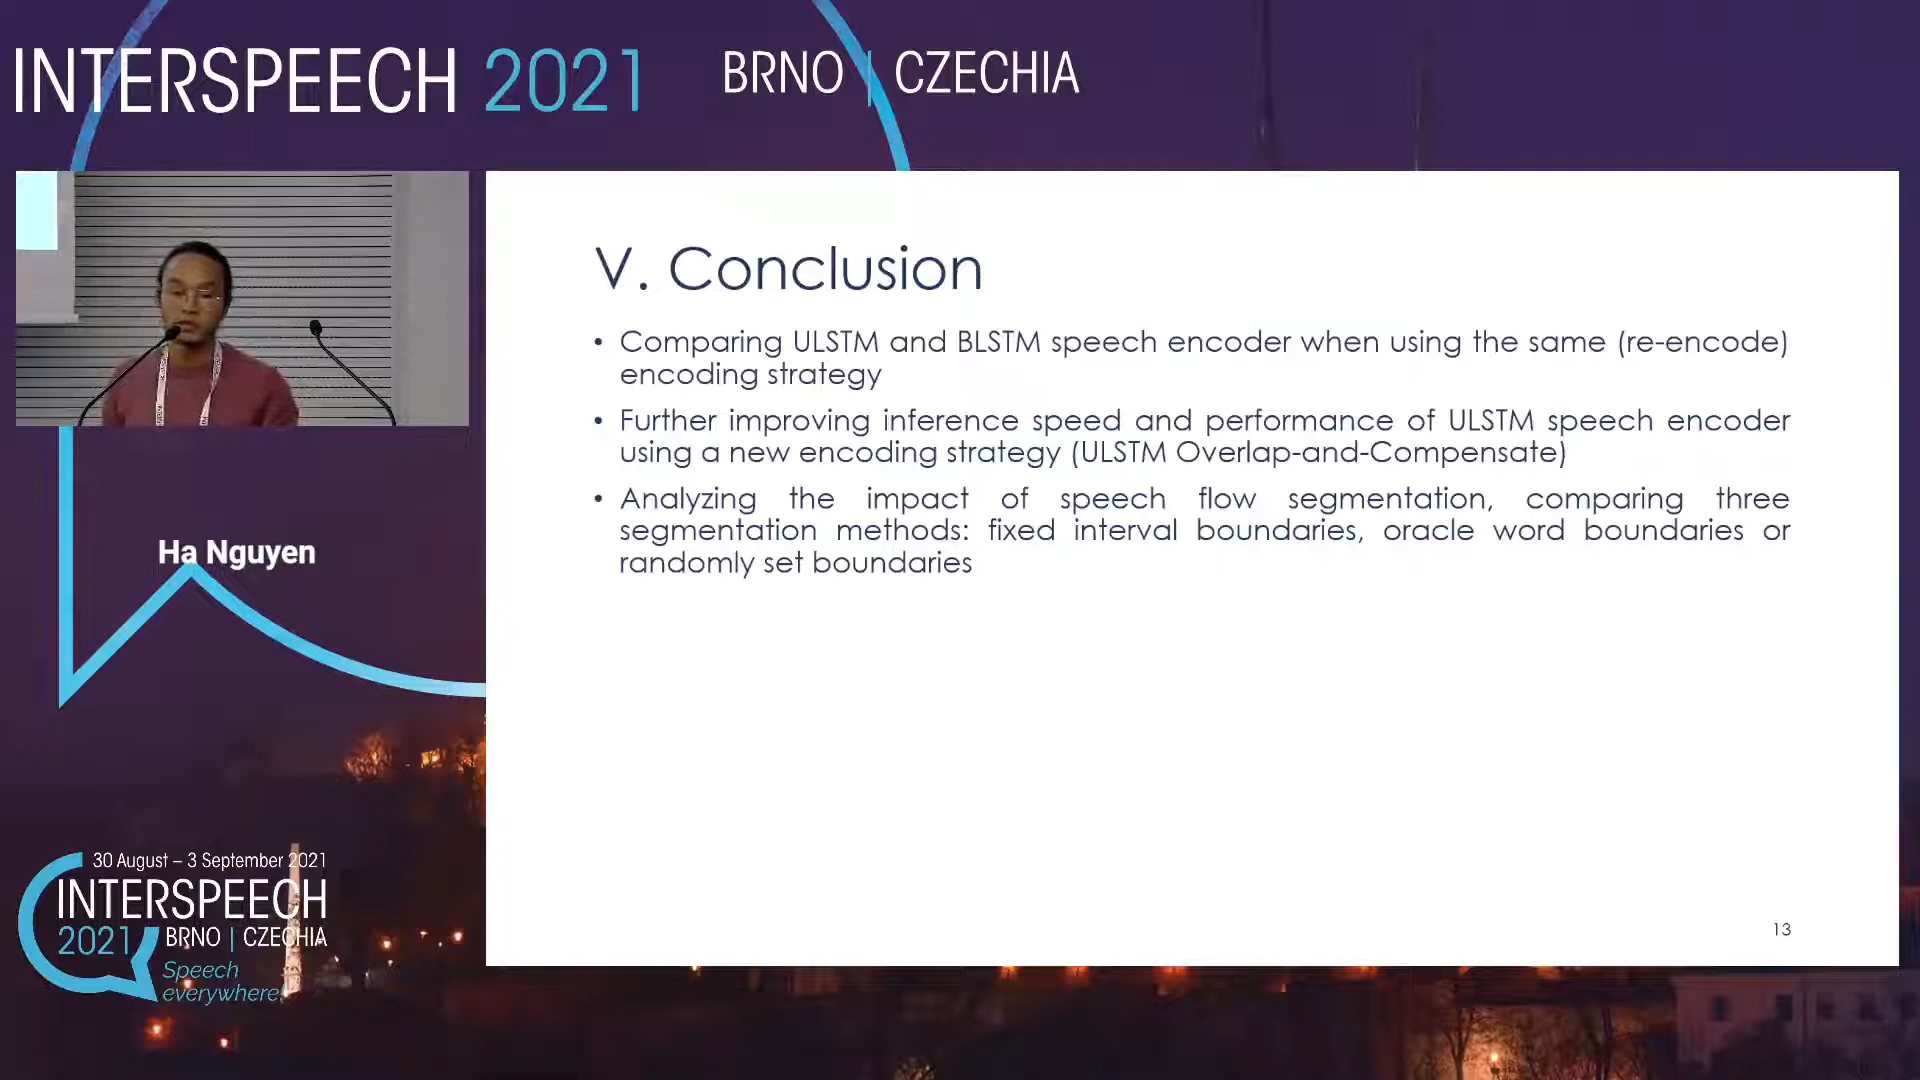 INTERSPEECH 2021 BRNO | CZECHIA
V. Conclusion
• Comparing ULSTM and BLSTM speech encoder when using the same (re-encode)
encoding strategy
• Further improving inference speed and performance of ULSTM speech encoder
using a new encoding strategy (ULSTM Overlap-and-Compensate)
• Analyzing the impact of speech flow segmentation, comparing three
segmentation methods: fixed interval boundaries, oracle word boundaries or
randomly set boundaries
13
Ha Nguyen
30 August – 3 September 2021
INTERSPEECH
2021 BRNO | CZECHIA
Speech
everywhere!